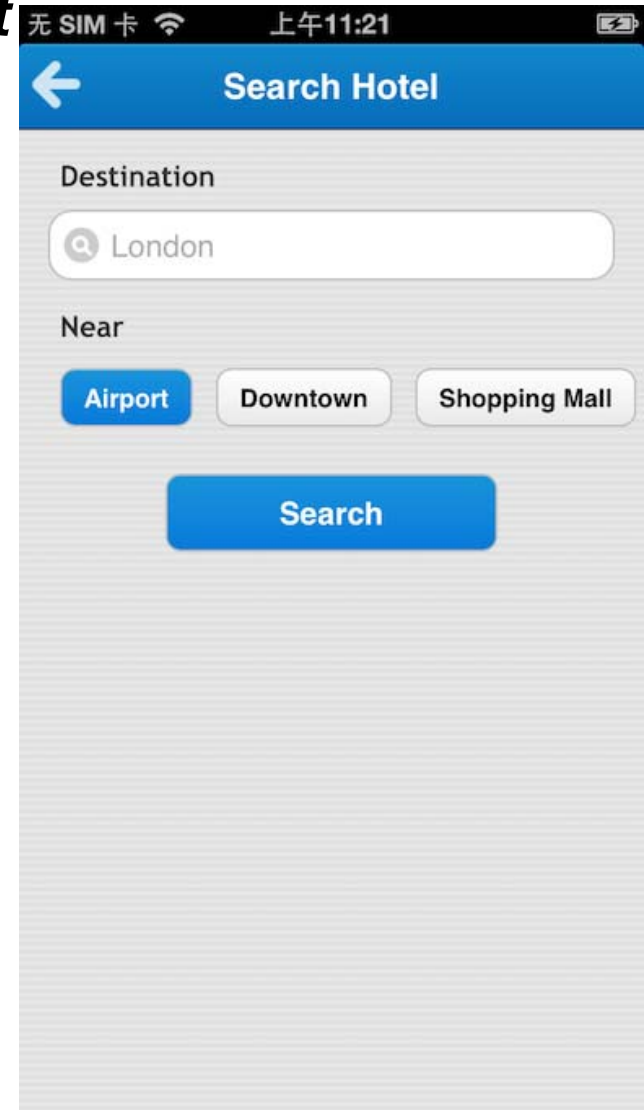 t
无 SIM 卡 上午11:21
Search Hotel
Destination
London
Near
Airport Downtown Shopping Mall
Search